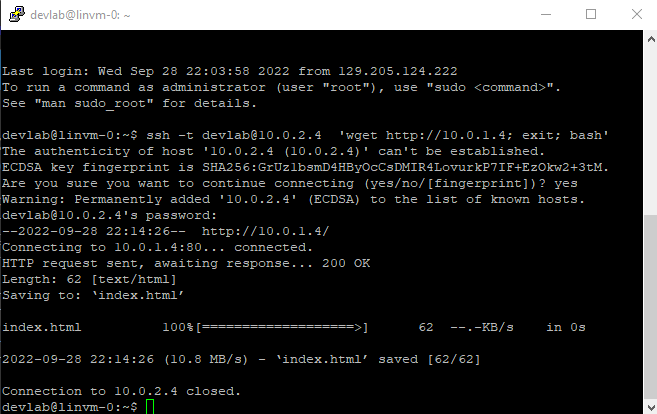 devlab@linvm-0: ~
Last login: Wed Sep 28 22:03:58 2022 from 129.205.124.222
To run a command as administrator (user "root"), use "sudo <command>".
See "man sudo_root" for details.
devlab@linvm-0:~$ ssh -t devlab@10.0.2.4  'wget http://10.0.1.4; exit; bash'
The authenticity of host '10.0.2.4 (10.0.2.4)' can't be established.
ECDSA key fingerprint is SHA256:GrUzlbsmD4HByOcCsDMIR4LovurkP7IF+EzOkw2+3tM.
Are you sure you want to continue connecting (yes/no/[fingerprint])? yes
Warning: Permanently added '10.0.2.4' (ECDSA) to the list of known hosts.
devlab@10.0.2.4's password:
--2022-09-28 22:14:26--  http://10.0.1.4/
Connecting to 10.0.1.4:80... connected.
HTTP request sent, awaiting response... 200 OK
Length: 62 [text/html]
Saving to: ‘index.html’
index.html          100%[===================>]      62  --.-KB/s    in 0s
2022-09-28 22:14:26 (10.8 MB/s) - ‘index.html’ saved [62/62]
Connection to 10.0.2.4 closed.
devlab@linvm-0:~$